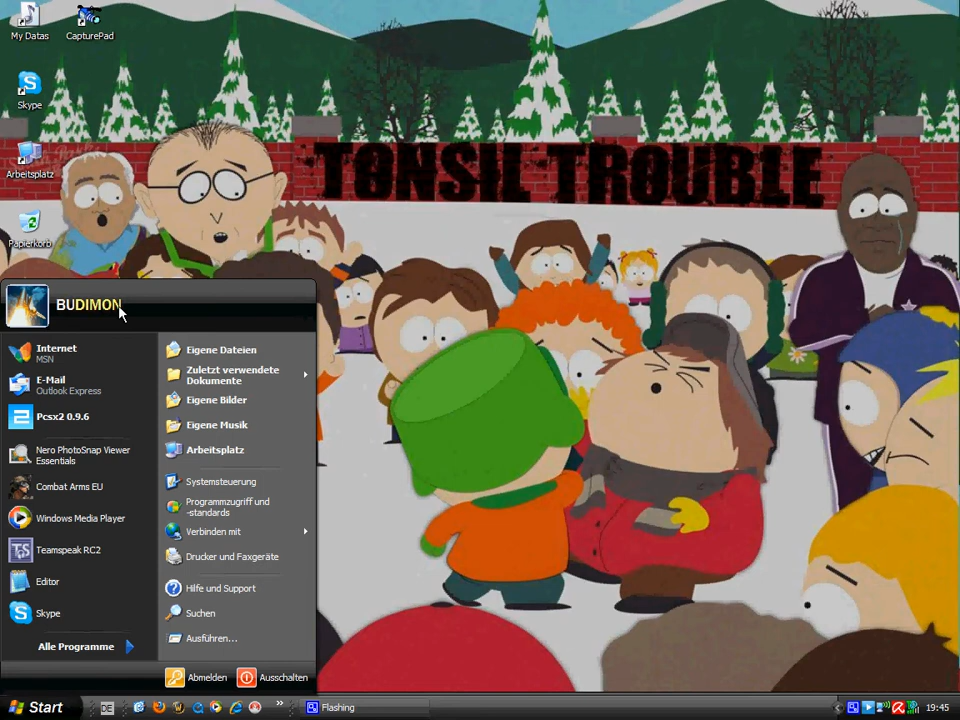 My Datas
CapturePad
Skype
Arbeitsplatz
Papierkorb
TONSIL TROUBLE
BUDIMON
Internet
MSN
E-Mail
Outlook Express
Pcsx2 0.9.6
Nero PhotoSnap Viewer
Essentials
Combat Arms EU
Windows Media Player
Teamspeak RC2
Editor
Skype
Alle Programme
Eigene Dateien
Zuletzt verwendete
Dokumente
Eigene Bilder
Eigene Musik
Arbeitsplatz
Systemsteuerung
Programmzugriff und
-standards
Verbinden mit
Drucker und Faxgeräte
Hilfe und Support
Suchen
Ausführen...
Abmelden
Ausschalten
Start
DE
»
Flashing
19:45